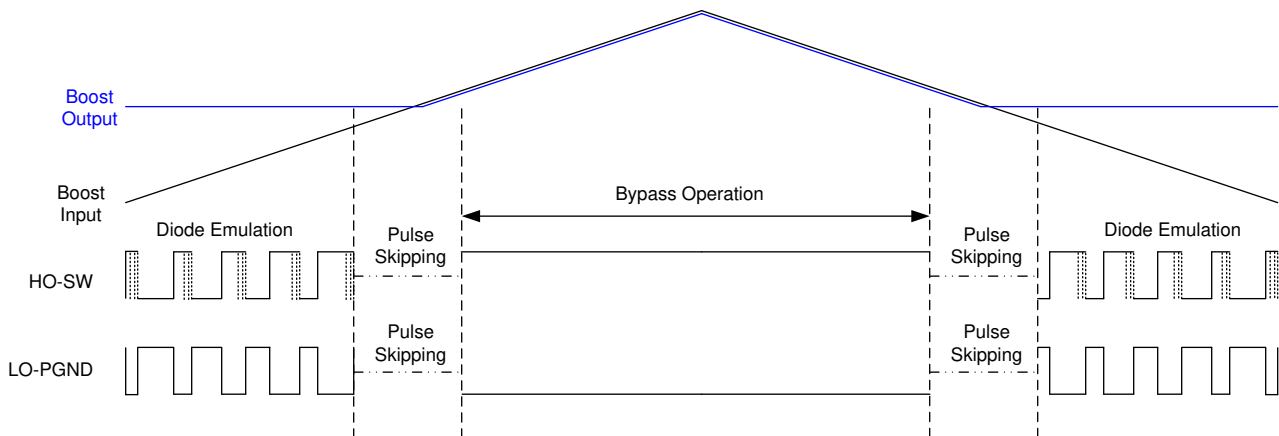 Boost
Output
Boost
Input
Bypass Operation
Diode Emulation
Pulse
Skipping
Pulse
Skipping
Diode Emulation
HO-SW
Pulse
Skipping
Pulse
Skipping
LO-PGND